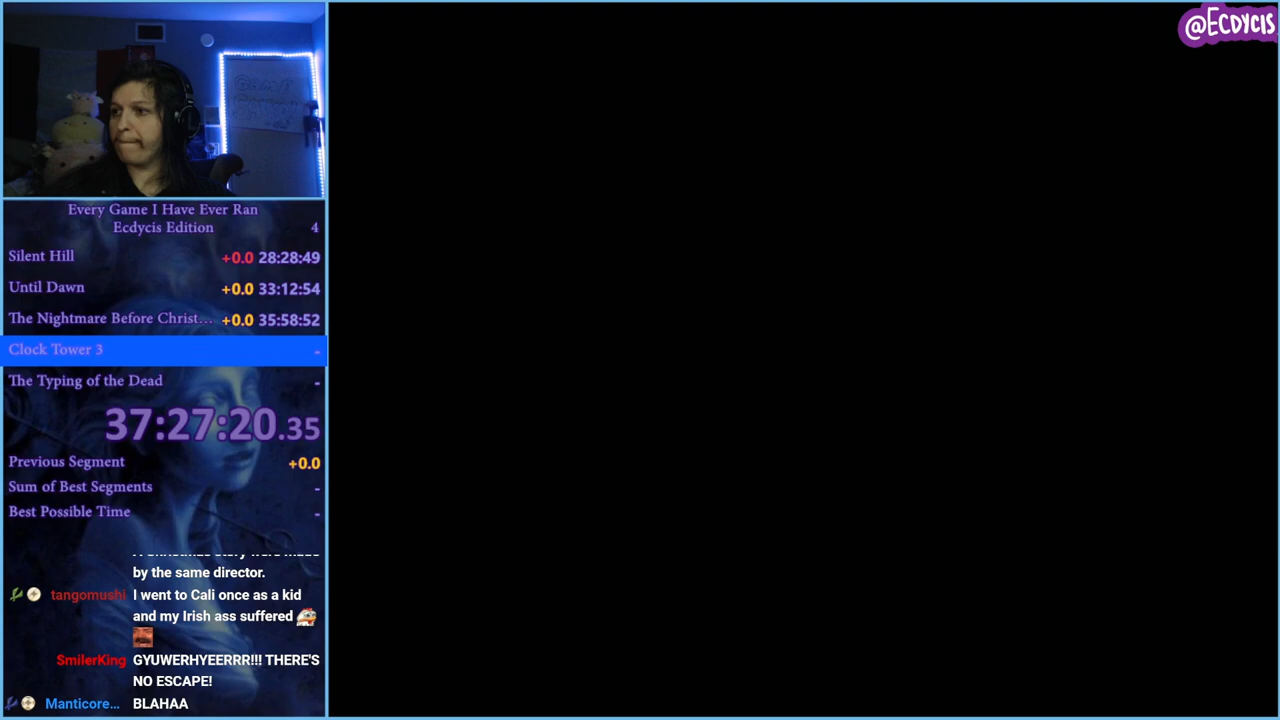 @ECDYCIS
Every Game I Have Ever Ran
Ecdycis Edition 4
Silent Hill +0.0 28:28:49
Until Dawn +0.0 33:12:54
The Nightmare Before Christ... +0.0 35:58:52
Clock Tower 3 -
The Typing of the Dead -
37:27:20.35
Previous Segment +0.0
Sum of Best Segments -
Best Possible Time -
by the same director.
tangomushi I went to Cali once as a kid
and my Irish ass suffered
SmilerKing GYUWERHYEERRR!!! THERE'S
NO ESCAPE!
Manticore... BLAHAA